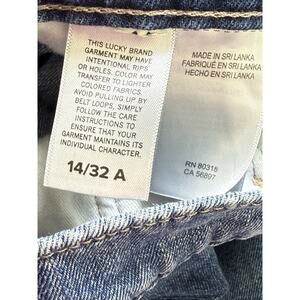 THIS LUCKY BRAND
GARMENT MAY HAVE
INTENTIONAL RIPS
OR HOLES. COLOR MAY
TRANSFER TO LIGHTER
COLORED FABRICS.
AVOID PULLING UP BY
BELT LOOPS, SIMPLY
FOLLOW THE CARE
INSTRUCTIONS TO
ENSURE THAT YOUR
GARMENT MAINTAINS ITS
INDIVIDUAL CHARACTER.
14/32 A
MADE IN SRI LANKA
FABRIQUÉ EN SRI LANKA
HECHO EN SRI LANKA
RN 80318
CA 56897